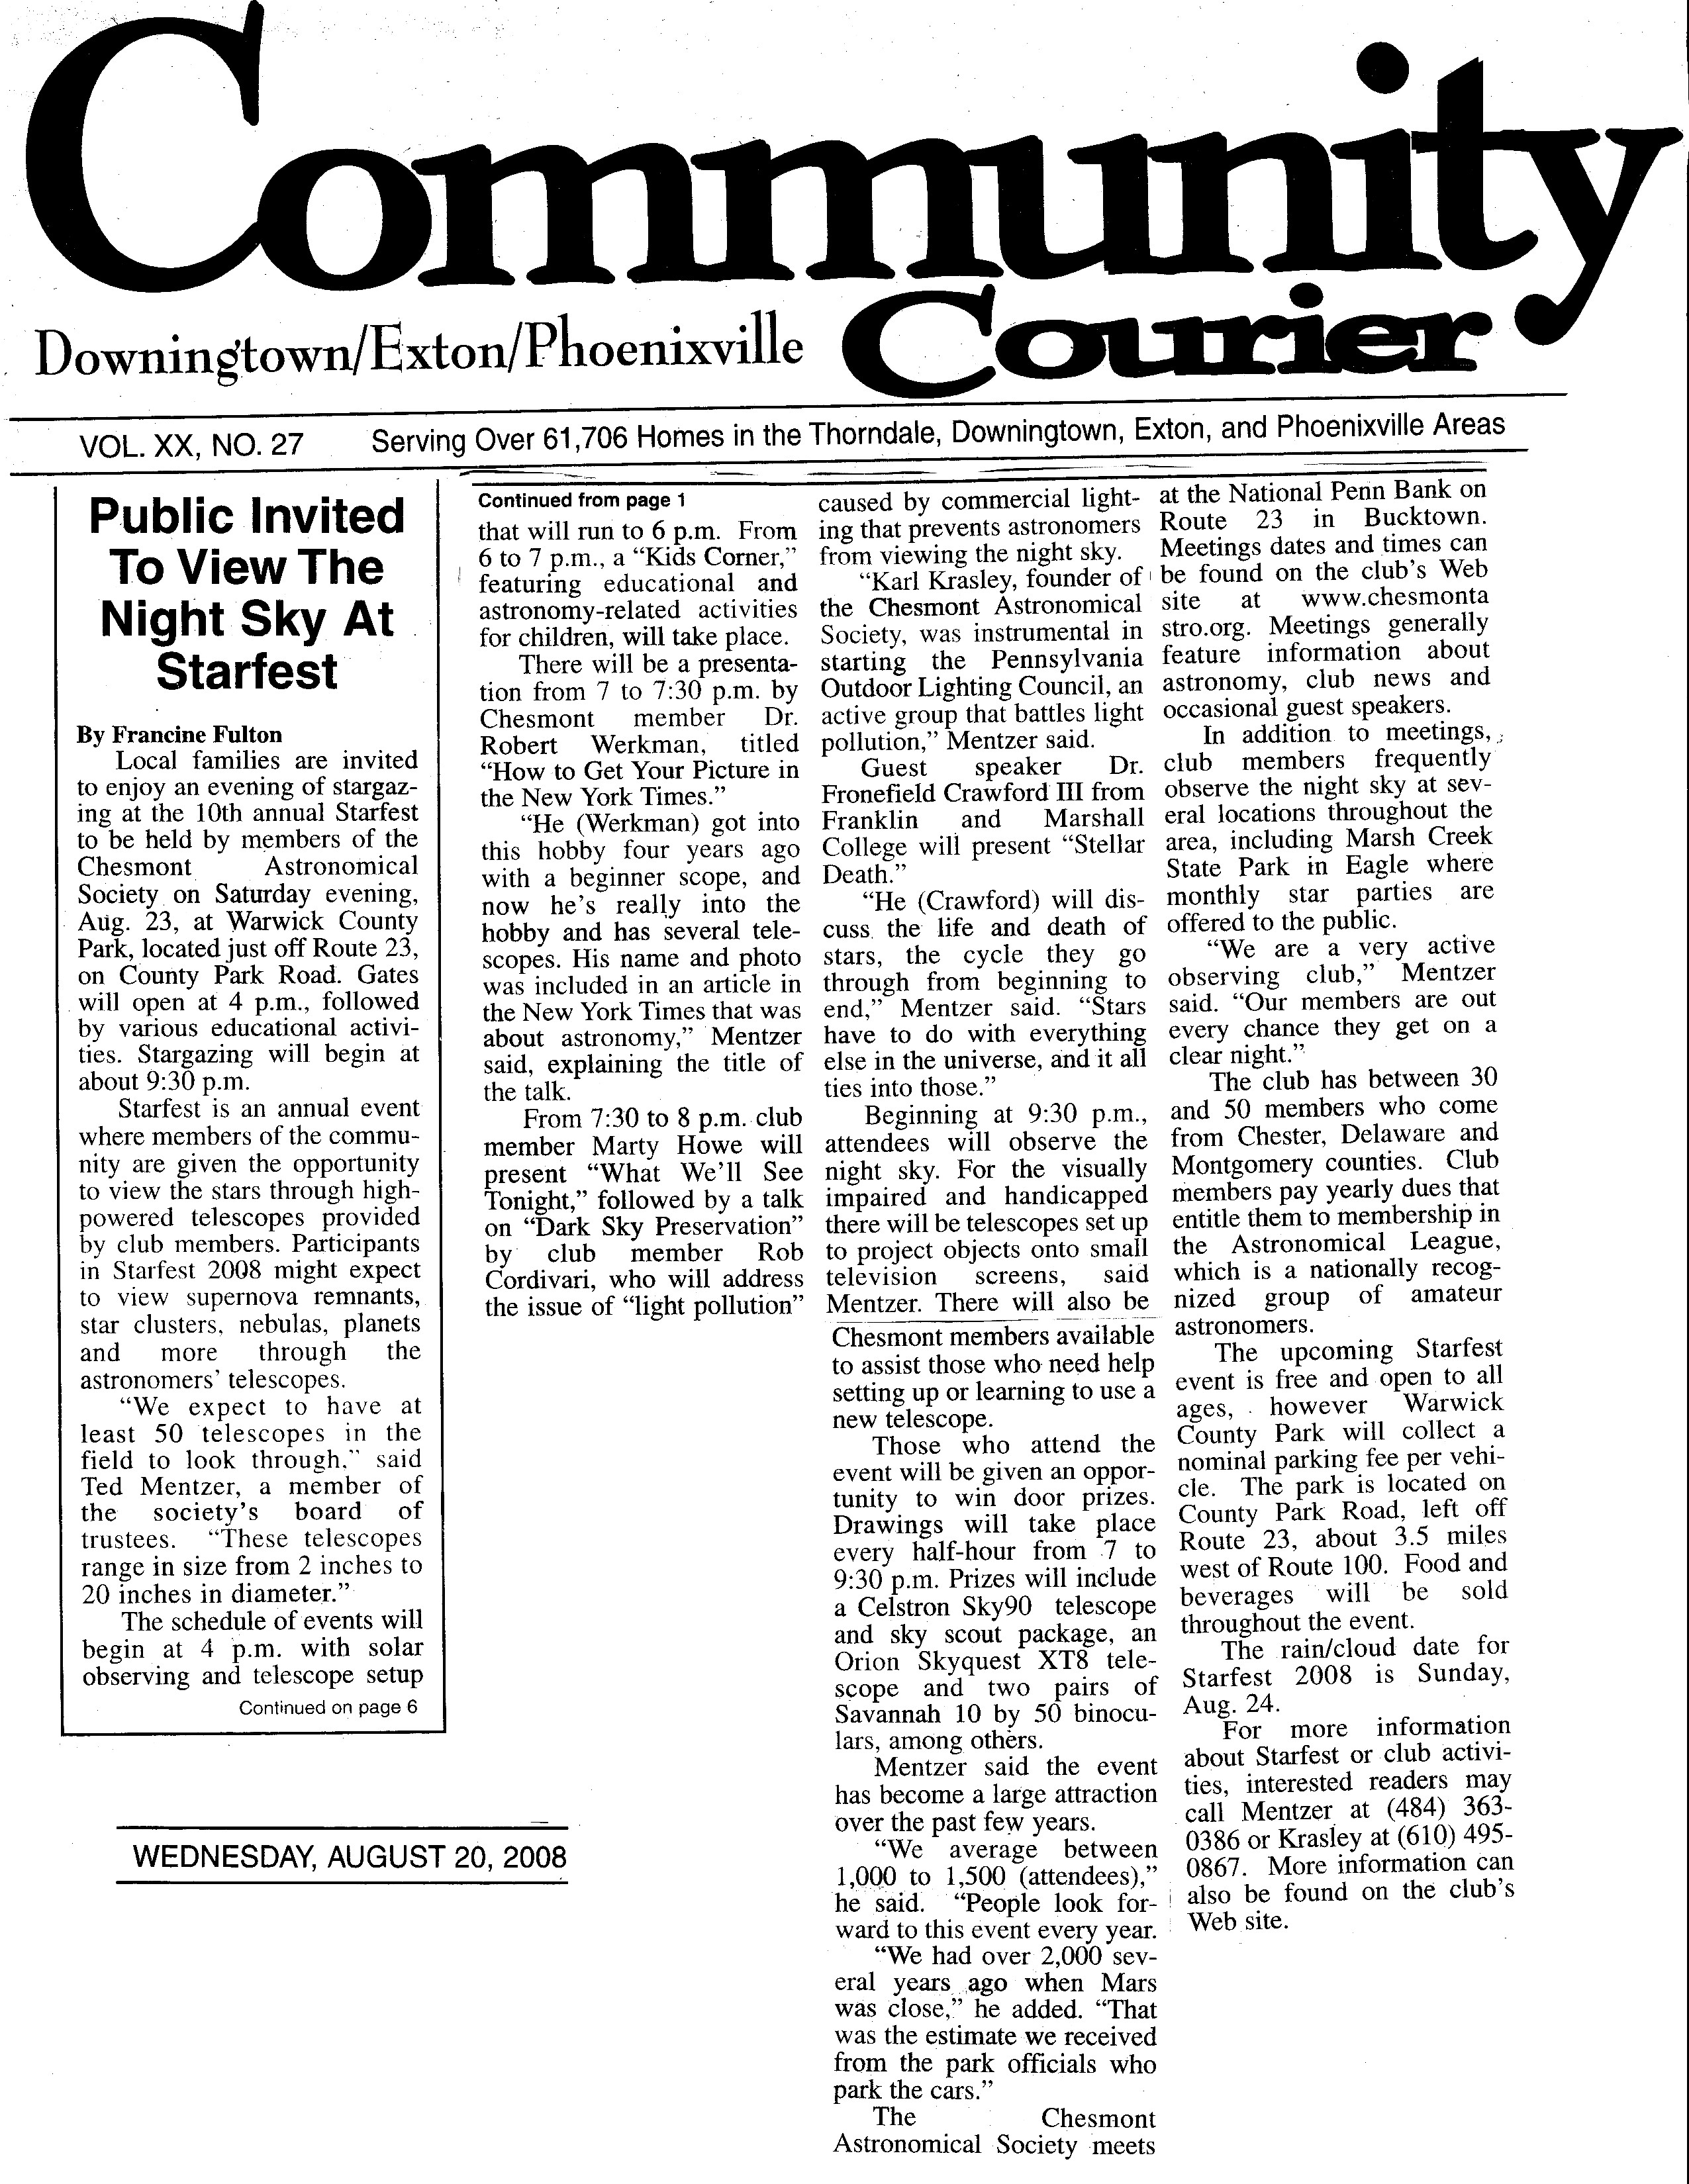 Community
Downingtown/Exton/Phoenixville Courier
VOL. XX, NO. 27 Serving Over 61,706 Homes in the Thorndale, Downingtown, Exton, and Phoenixville Areas
Public Invited
To View The
Night Sky At
Starfest
By Francine Fulton
Local families are invited
to enjoy an evening of stargaz-
ing at the 10th annual Starfest
to be held by members of the
Chesmont Astronomical
Society on Saturday evening,
Aug. 23, at Warwick County
Park, located just off Route 23,
on County Park Road. Gates
will open at 4 p.m., followed
by various educational activi-
ties. Stargazing will begin at
about 9:30 p.m.
Starfest is an annual event
where members of the commu-
nity are given the opportunity
to view the stars through high-
powered telescopes provided
by club members. Participants
in Starfest 2008 might expect
to view supernova remnants,
star clusters, nebulas, planets
and more through the
astronomers' telescopes.
"We expect to have at
least 50 telescopes in the
field to look through," said
Ted Mentzer, a member of
the society's board of
trustees. "These telescopes
range in size from 2 inches to
20 inches in diameter."
The schedule of events will
begin at 4 p.m. with solar
observing and telescope setup
Continued on page 6
WEDNESDAY, AUGUST 20, 2008
Continued from page 1
that will run to 6 p.m. From
6 to 7 p.m., a "Kids Corner,"
featuring educational and
astronomy-related activities
for children, will take place.
There will be a presenta-
tion from 7 to 7:30 p.m. by
Chesmont member Dr.
Robert Werkman, titled
"How to Get Your Picture in
the New York Times."
"He (Werkman) got into
this hobby four years ago
with a beginner scope, and
now he's really into the
hobby and has several tele-
scopes. His name and photo
was included in an article in
the New York Times that was
about astronomy," Mentzer
said, explaining the title of
the talk.
From 7:30 to 8 p.m. club
member Marty Howe will
present "What We'll See
Tonight," followed by a talk
on "Dark Sky Preservation"
by club member Rob
Cordivari, who will address
the issue of "light pollution"
caused by commercial light-
ing that prevents astronomers
from viewing the night sky.
"Karl Krasley, founder of
the Chesmont Astronomical
Society, was instrumental in
starting the Pennsylvania
Outdoor Lighting Council, an
active group that battles light
pollution," Mentzer said.
Guest speaker Dr.
Fronefield Crawford III from
Franklin and Marshall
College will present "Stellar
Death."
"He (Crawford) will dis-
cuss the life and death of
stars, the cycle they go
through from beginning to
end," Mentzer said. "Stars
have to do with everything
else in the universe, and it all
ties into those."
Beginning at 9:30 p.m.,
attendees will observe the
night sky. For the visually
impaired and handicapped
there will be telescopes set up
to project objects onto small
television screens, said
Mentzer. There will also be
Chesmont members available
to assist those who need help
setting up or learning to use a
new telescope.
Those who attend the
event will be given an oppor-
tunity to win door prizes.
Drawings will take place
every half-hour from 7 to
9:30 p.m. Prizes will include
a Celstron Sky90 telescope
and sky scout package, an
Orion Skyquest XT8 tele-
scope and two pairs of
Savannah 10 by 50 binocu-
lars, among others.
Mentzer said the event
has become a large attraction
over the past few years.
"We average between
1,000 to 1,500 (attendees),"
he said. "People look for-
ward to this event every year.
"We had over 2,000 sev-
eral years ago when Mars
was close," he added. "That
was the estimate we received
from the park officials who
park the cars."
The Chesmont
Astronomical Society meets
at the National Penn Bank on
Route 23 in Bucktown.
Meetings dates and times can
be found on the club's Web
site at www.chesmonta
stro.org. Meetings generally
feature information about
astronomy, club news and
occasional guest speakers.
In addition to meetings,
club members frequently
observe the night sky at sev-
eral locations throughout the
area, including Marsh Creek
State Park in Eagle where
monthly star parties are
offered to the public.
"We are a very active
observing club," Mentzer
said. "Our members are out
every chance they get on a
clear night."
The club has between 30
and 50 members who come
from Chester, Delaware and
Montgomery counties. Club
members pay yearly dues that
entitle them to membership in
the Astronomical League,
which is a nationally recog-
nized group of amateur
astronomers.
The upcoming Starfest
event is free and open to all
ages, however Warwick
County Park will collect a
nominal parking fee per vehi-
cle. The park is located on
County Park Road, left off
Route 23, about 3.5 miles
west of Route 100. Food and
beverages will be sold
throughout the event.
The rain/cloud date for
Starfest 2008 is Sunday,
Aug. 24.
For more information
about Starfest or club activi-
ties, interested readers may
call Mentzer at (484) 363-
0386 or Krasley at (610) 495-
0867. More information can
also be found on the club's
Web site.